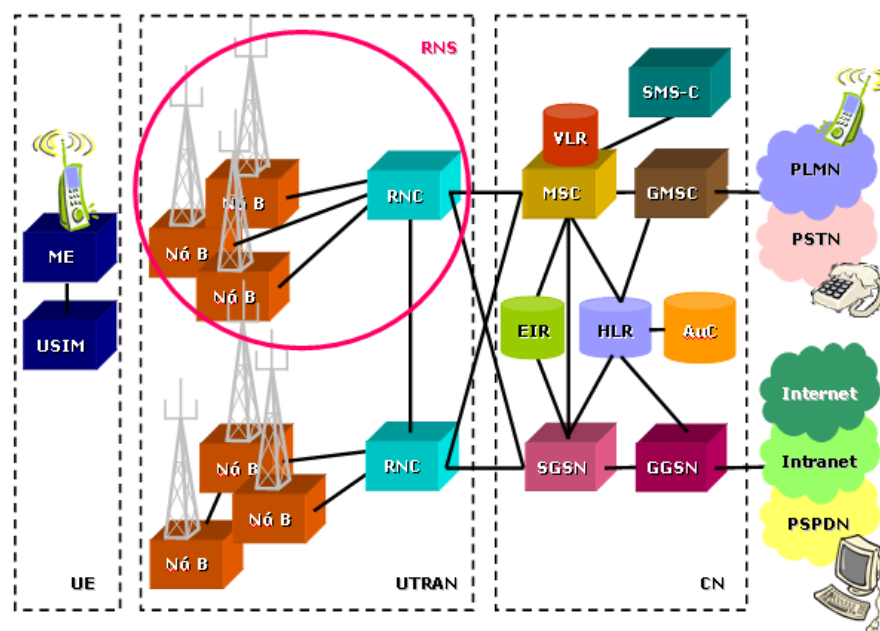 RNS
SMS-C
VLR
RNC
MSC
GMSC
PLMN
Nó B
Nó B
Nó B
PSTN
ME
USIM
EIR
HLR
AuC
Internet
Nó B
RNC
SGSN
GGSN
Intranet
Nó B
Nó B
PSPDN
UE
UTRAN
CN